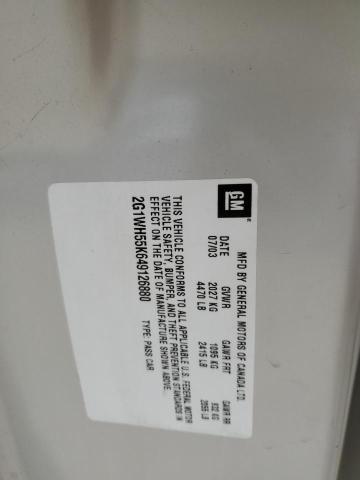 GM
MFD BY GENERAL MOTORS OF CANADA LTD.
DATE GVWR GAWR FRT GAWR RR
07/03 2027 KG 1095 KG 932 KG
4470 LB 2415 LB 2055 LB
THIS VEHICLE CONFORMS TO ALL APPLICABLE U.S. FEDERAL MOTOR
VEHICLE SAFETY, BUMPER, AND THEFT PREVENTION STANDARDS IN
EFFECT ON THE DATE OF MANUFACTURE SHOWN ABOVE.
2G1WH55K649126880 TYPE: PASS CAR